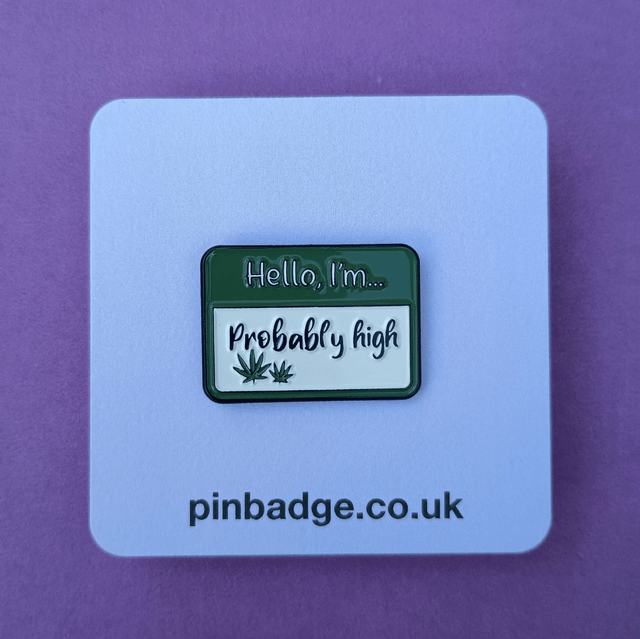 Hello, I'm...
Probably high
pinbadge.co.uk